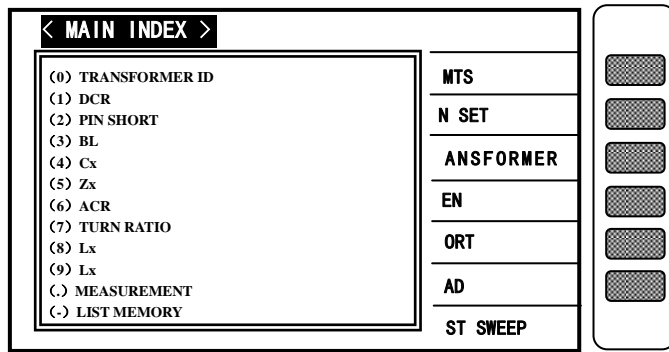 < MAIN INDEX >
(0) TRANSFORMER ID
(1) DCR
(2) PIN SHORT
(3) BL
(4) Cx
(5) Zx
(6) ACR
(7) TURN RATIO
(8) Lx
(9) Lx
(.) MEASUREMENT
(-) LIST MEMORY
MTS
N SET
ANSFORMER
EN
ORT
AD
ST SWEEP